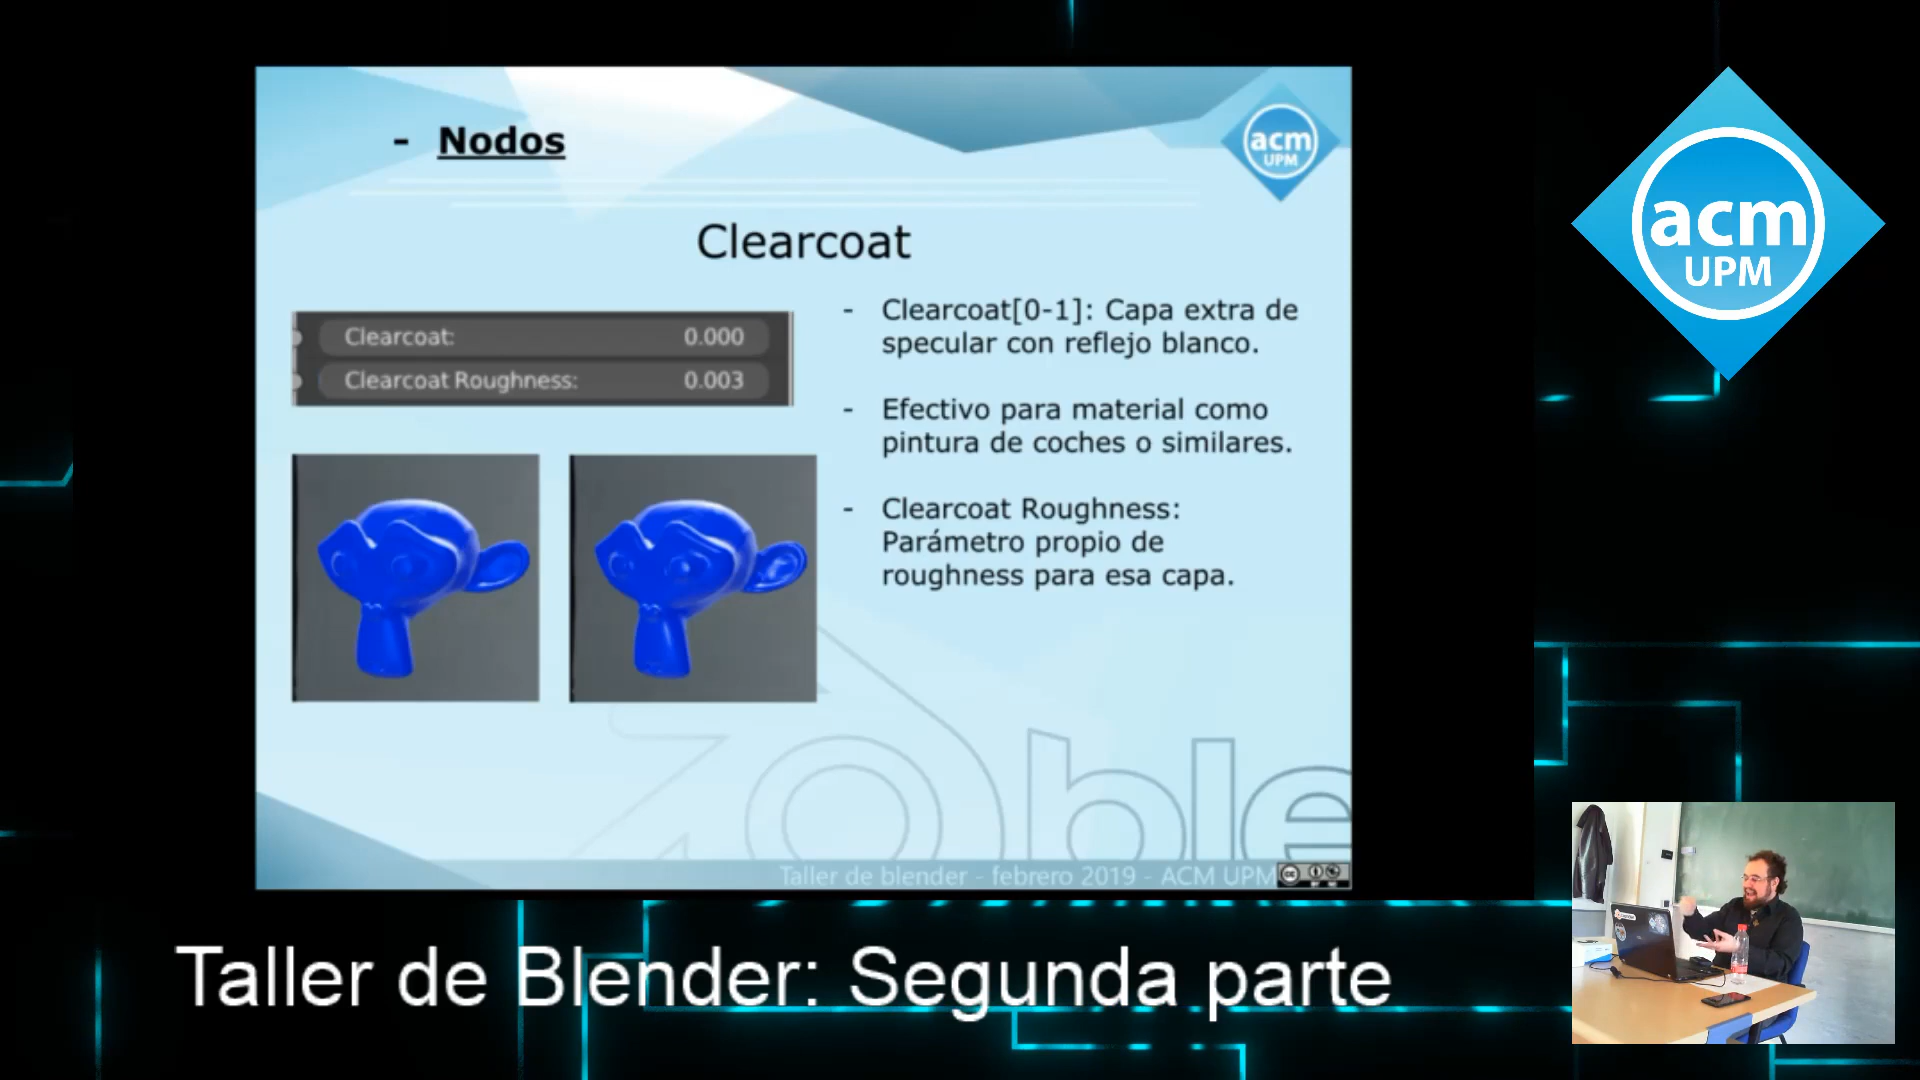 - Nodos
acm
UPM
Clearcoat
Clearcoat: 0.000
Clearcoat Roughness: 0.003
- Clearcoat[0-1]: Capa extra de
specular con reflejo blanco.
- Efectivo para material como
pintura de coches o similares.
- Clearcoat Roughness:
Parámetro propio de
roughness para esa capa.
ble
Taller de blender - febrero 2019 - ACM UPM
acm
UPM
Taller de Blender: Segunda parte